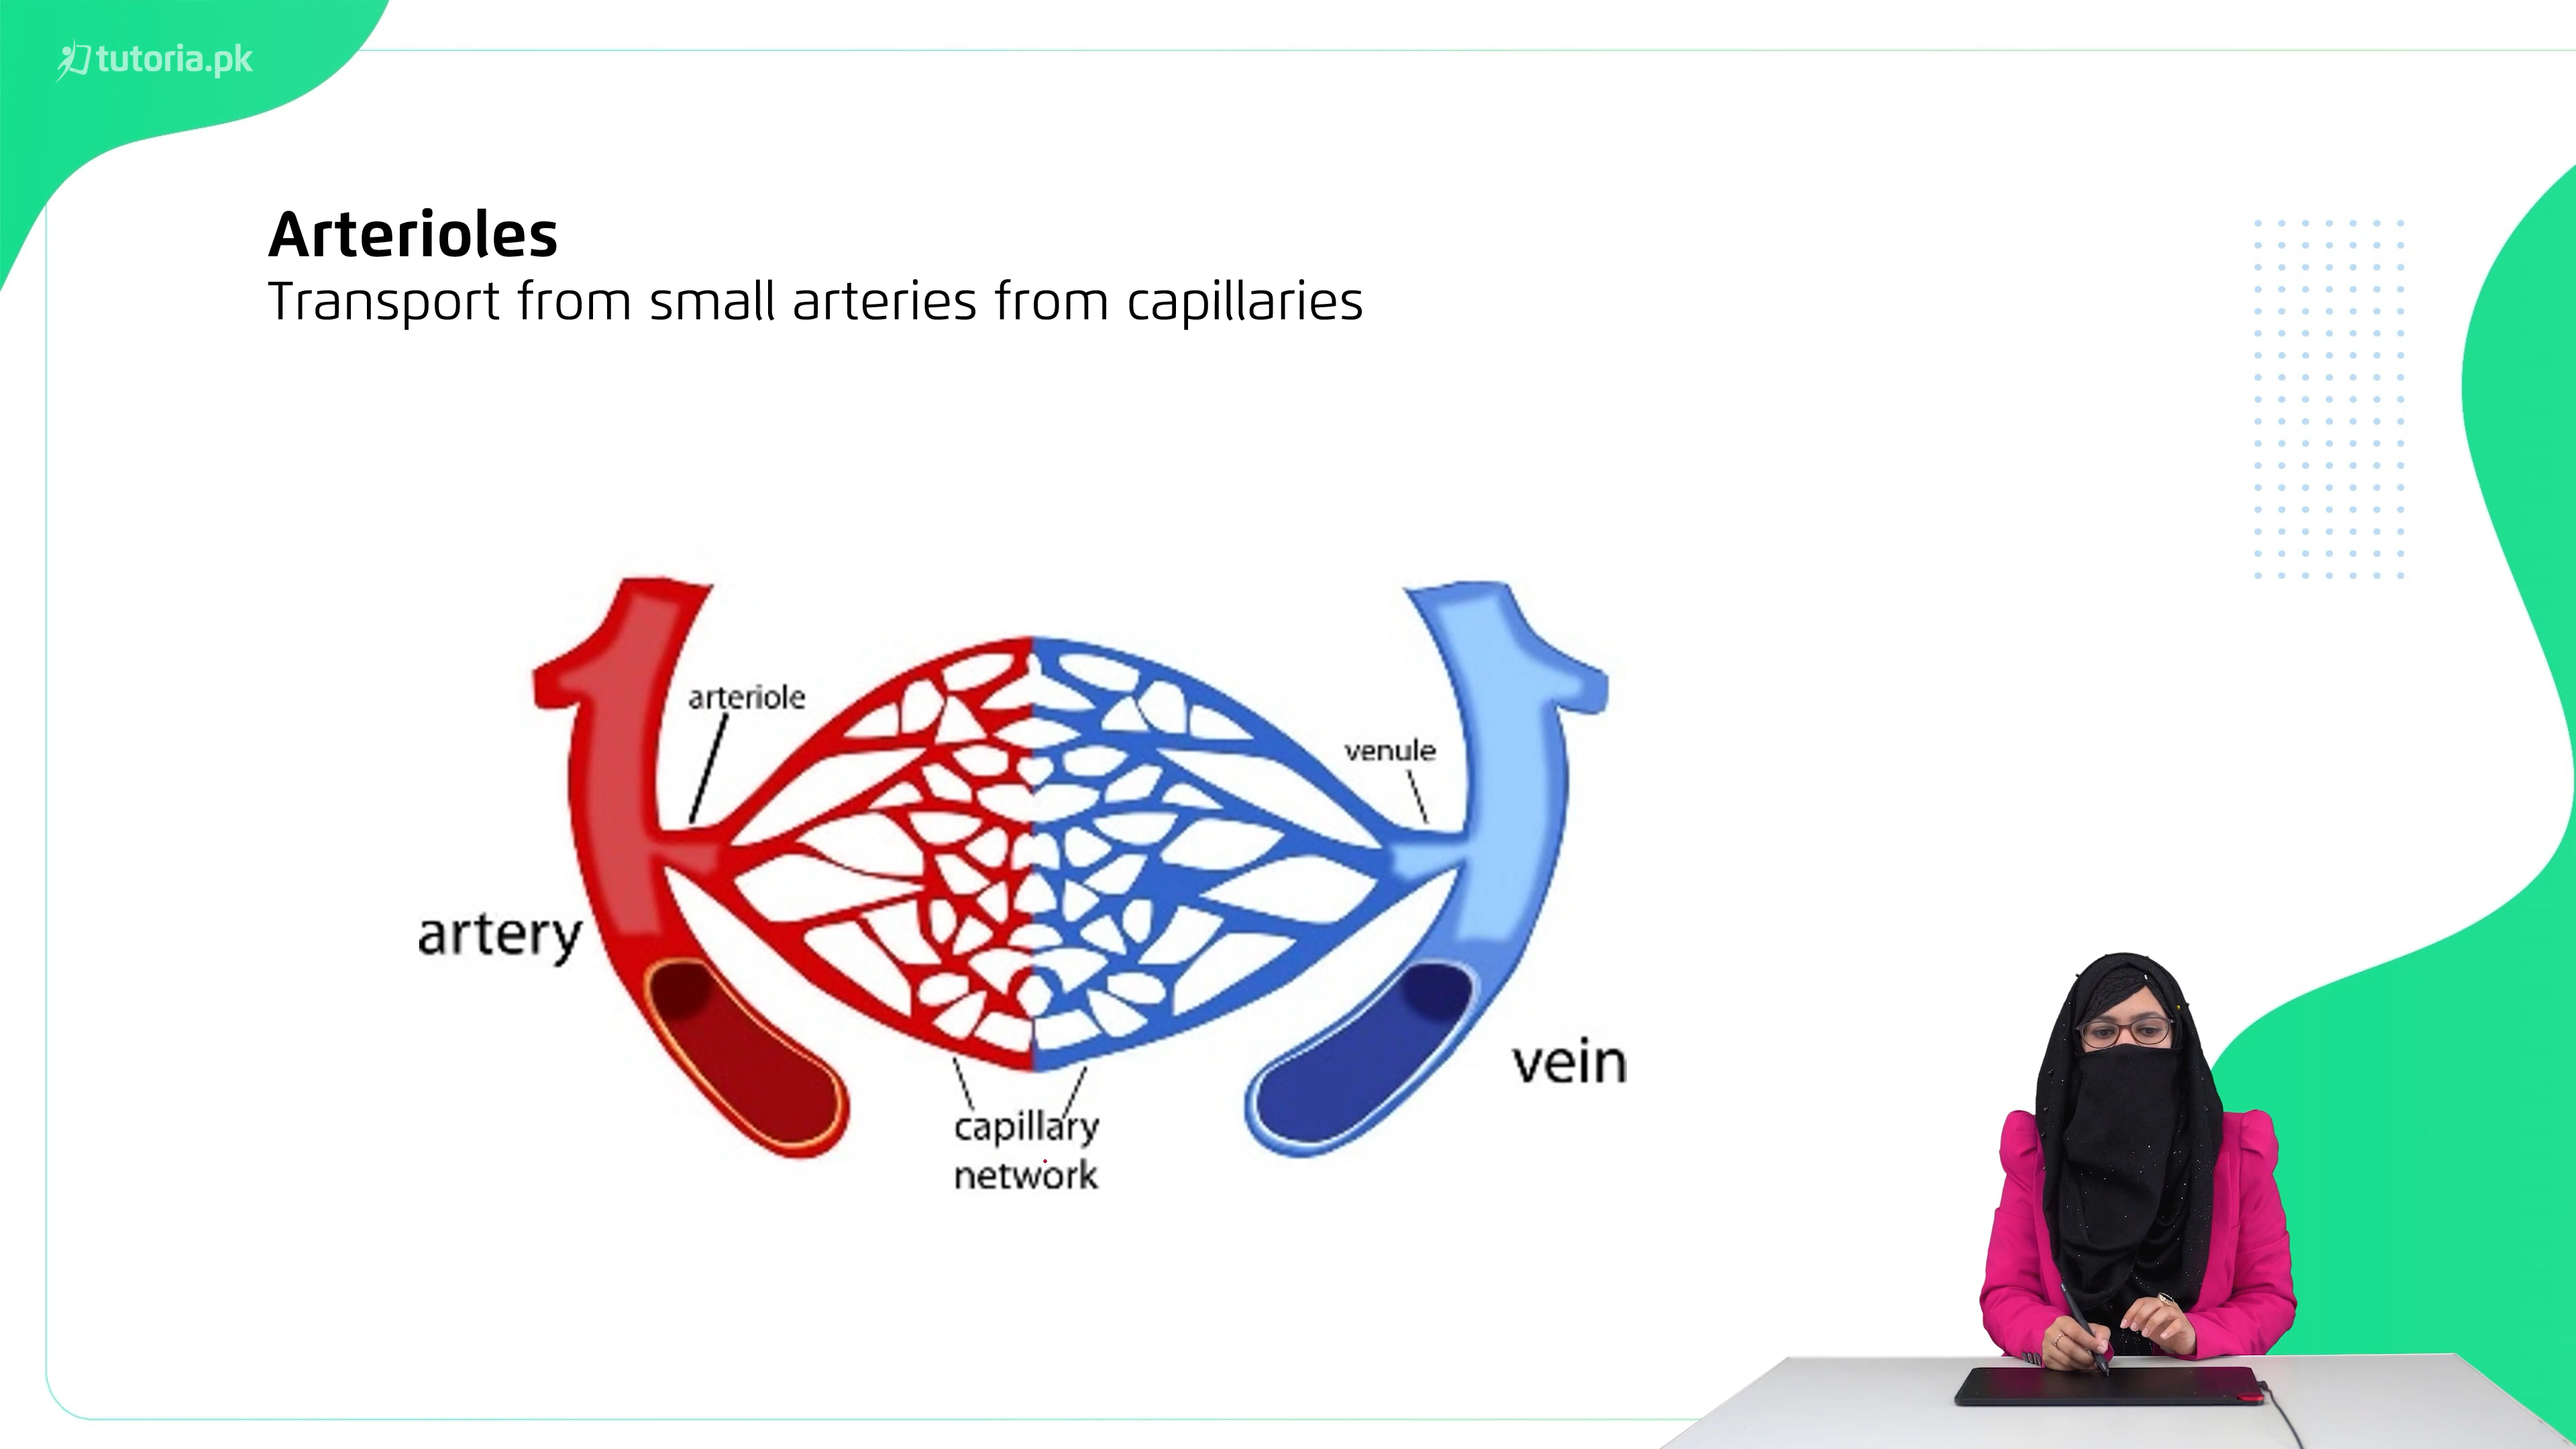 tutoria.pk
Arterioles
Transport from small arteries from capillaries
arteriole
venule
artery
vein
capillary
network